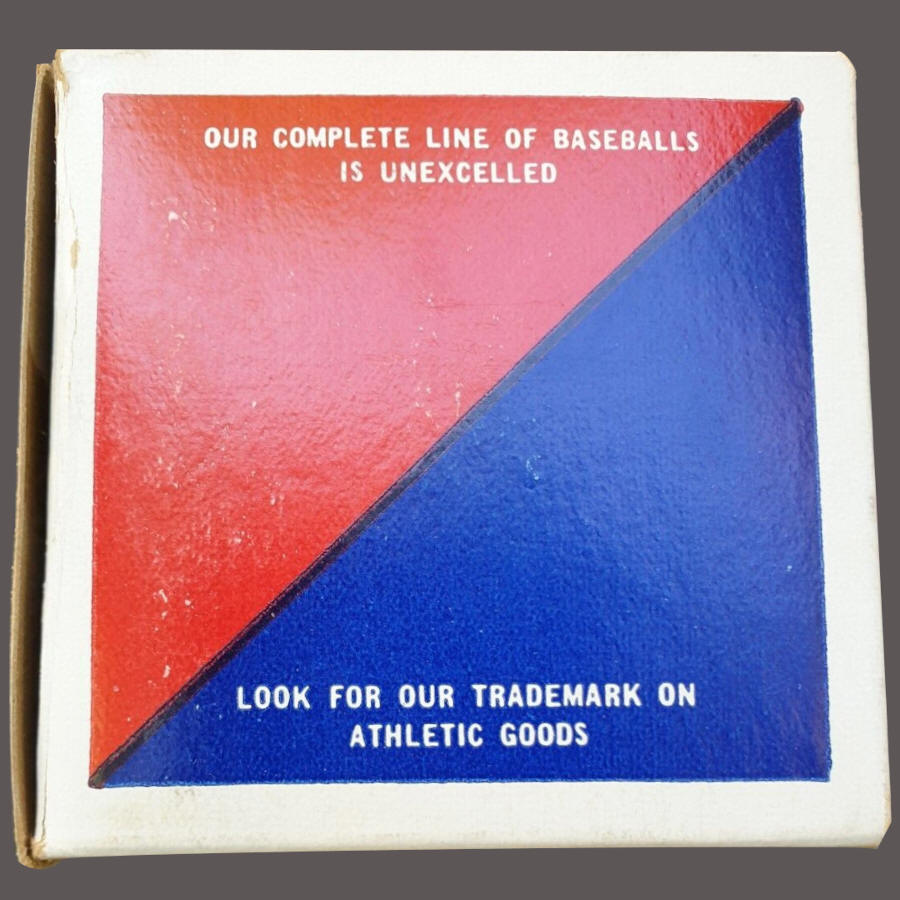 OUR COMPLETE LINE OF BASEBALLS
IS UNEXCELLED
LOOK FOR OUR TRADEMARK ON
ATHLETIC GOODS